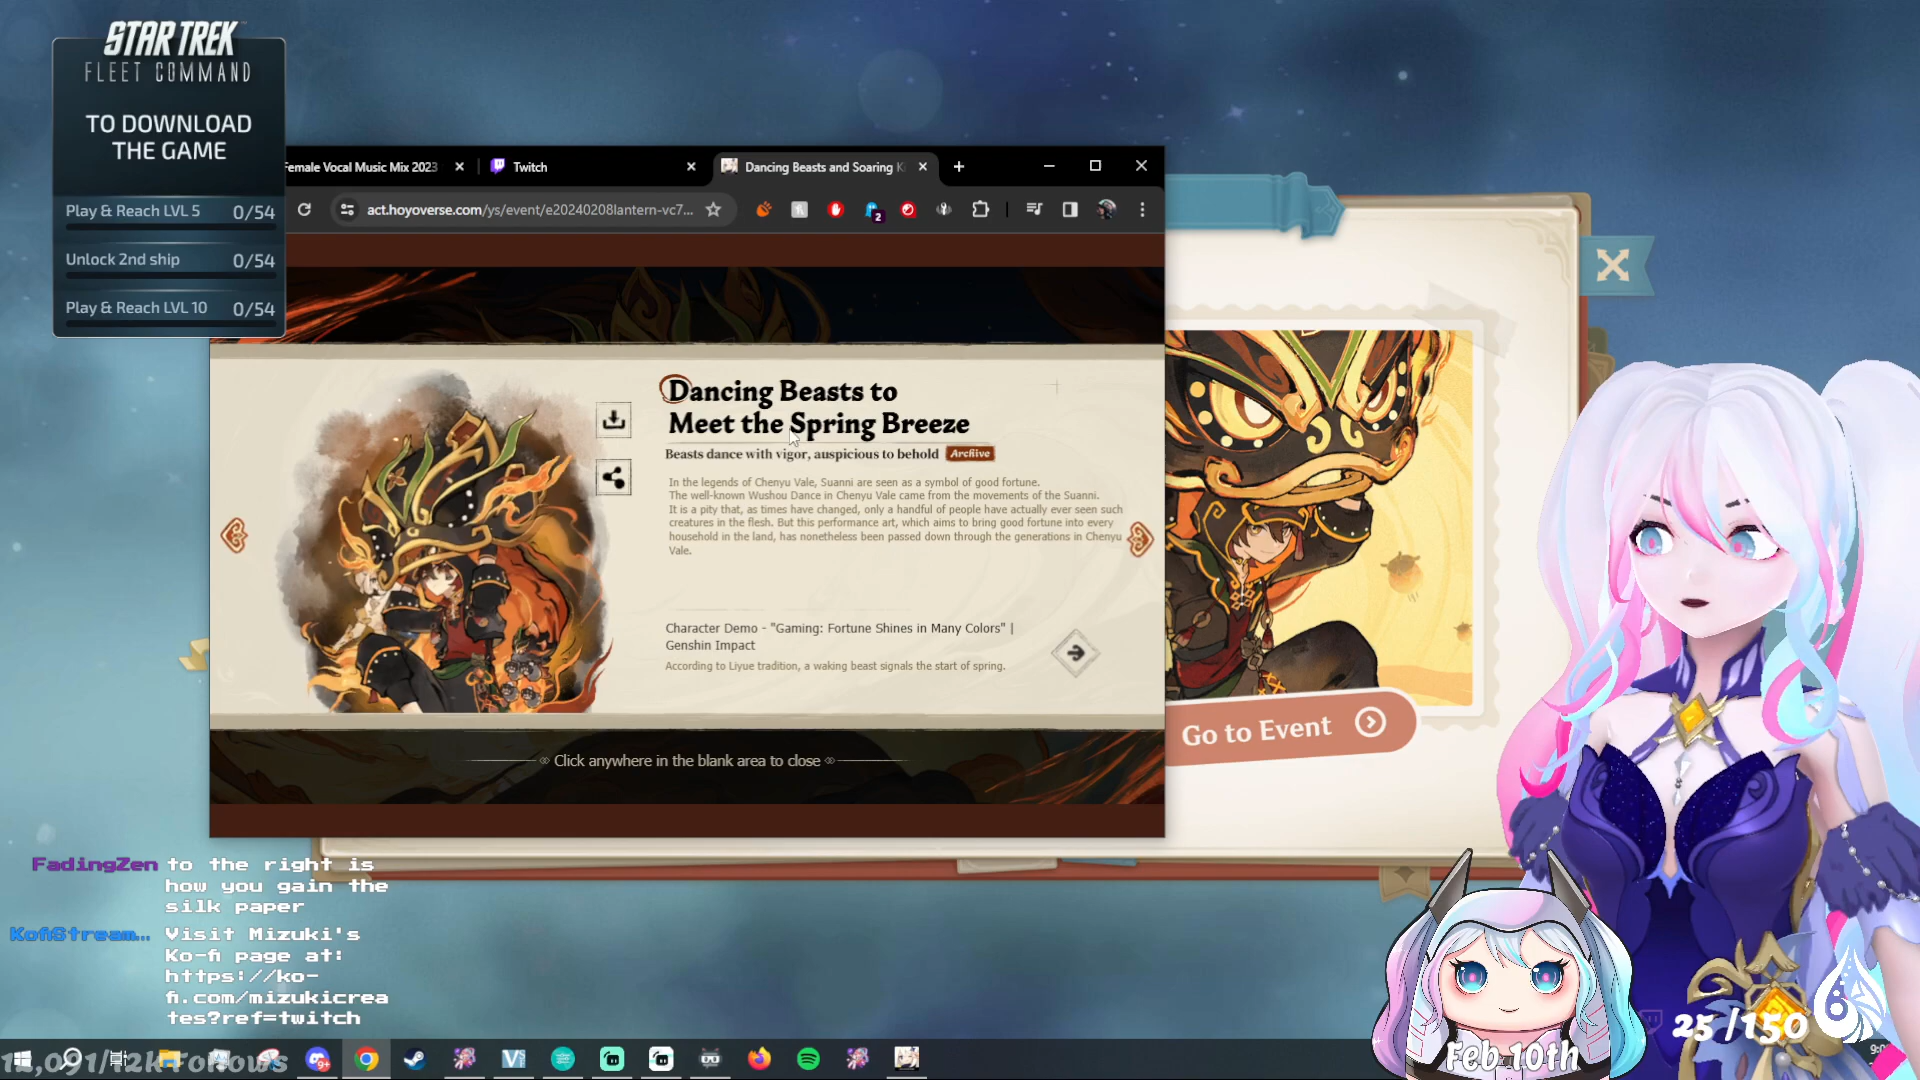 STAR TREK
FLEET COMMAND
TO DOWNLOAD
THE GAME
Play & Reach LVL 5 0/54
Unlock 2nd ship 0/54
Play & Reach LVL 10 0/54
Female Vocal Music Mix 2023
Twitch
Dancing Beasts and Soaring
act.hoyoverse.com/ys/event/e20240208lantern-vc7...
2
Dancing Beasts to
Meet the Spring Breeze
Beasts dance with vigor, auspicious to behold Archive
In the legends of Chenyu Vale, Suanni are seen as a symbol of good fortune.
The well-known Wushou Dance in Chenyu Vale came from the movements of the Suanni.
It is a pity that, as times have changed, only a handful of people have actually ever seen such
creatures in the flesh. But this performance art, which aims to bring good fortune into every
household in the land, has nonetheless been passed down through the generations in Chenyu
Vale.
Character Demo - "Gaming: Fortune Shines in Many Colors" |
Genshin Impact
According to Liyue tradition, a waking beast signals the start of spring.
Click anywhere in the blank area to close
Go to Event
FadingZen to the right is
how you gain the
silk paper
KofiStream... Visit Mizuki's
Ko-fi page at:
https://ko-
fi.com/mizukicrea
tes?ref=twitch
Follows
Feb 10th
25/150
6